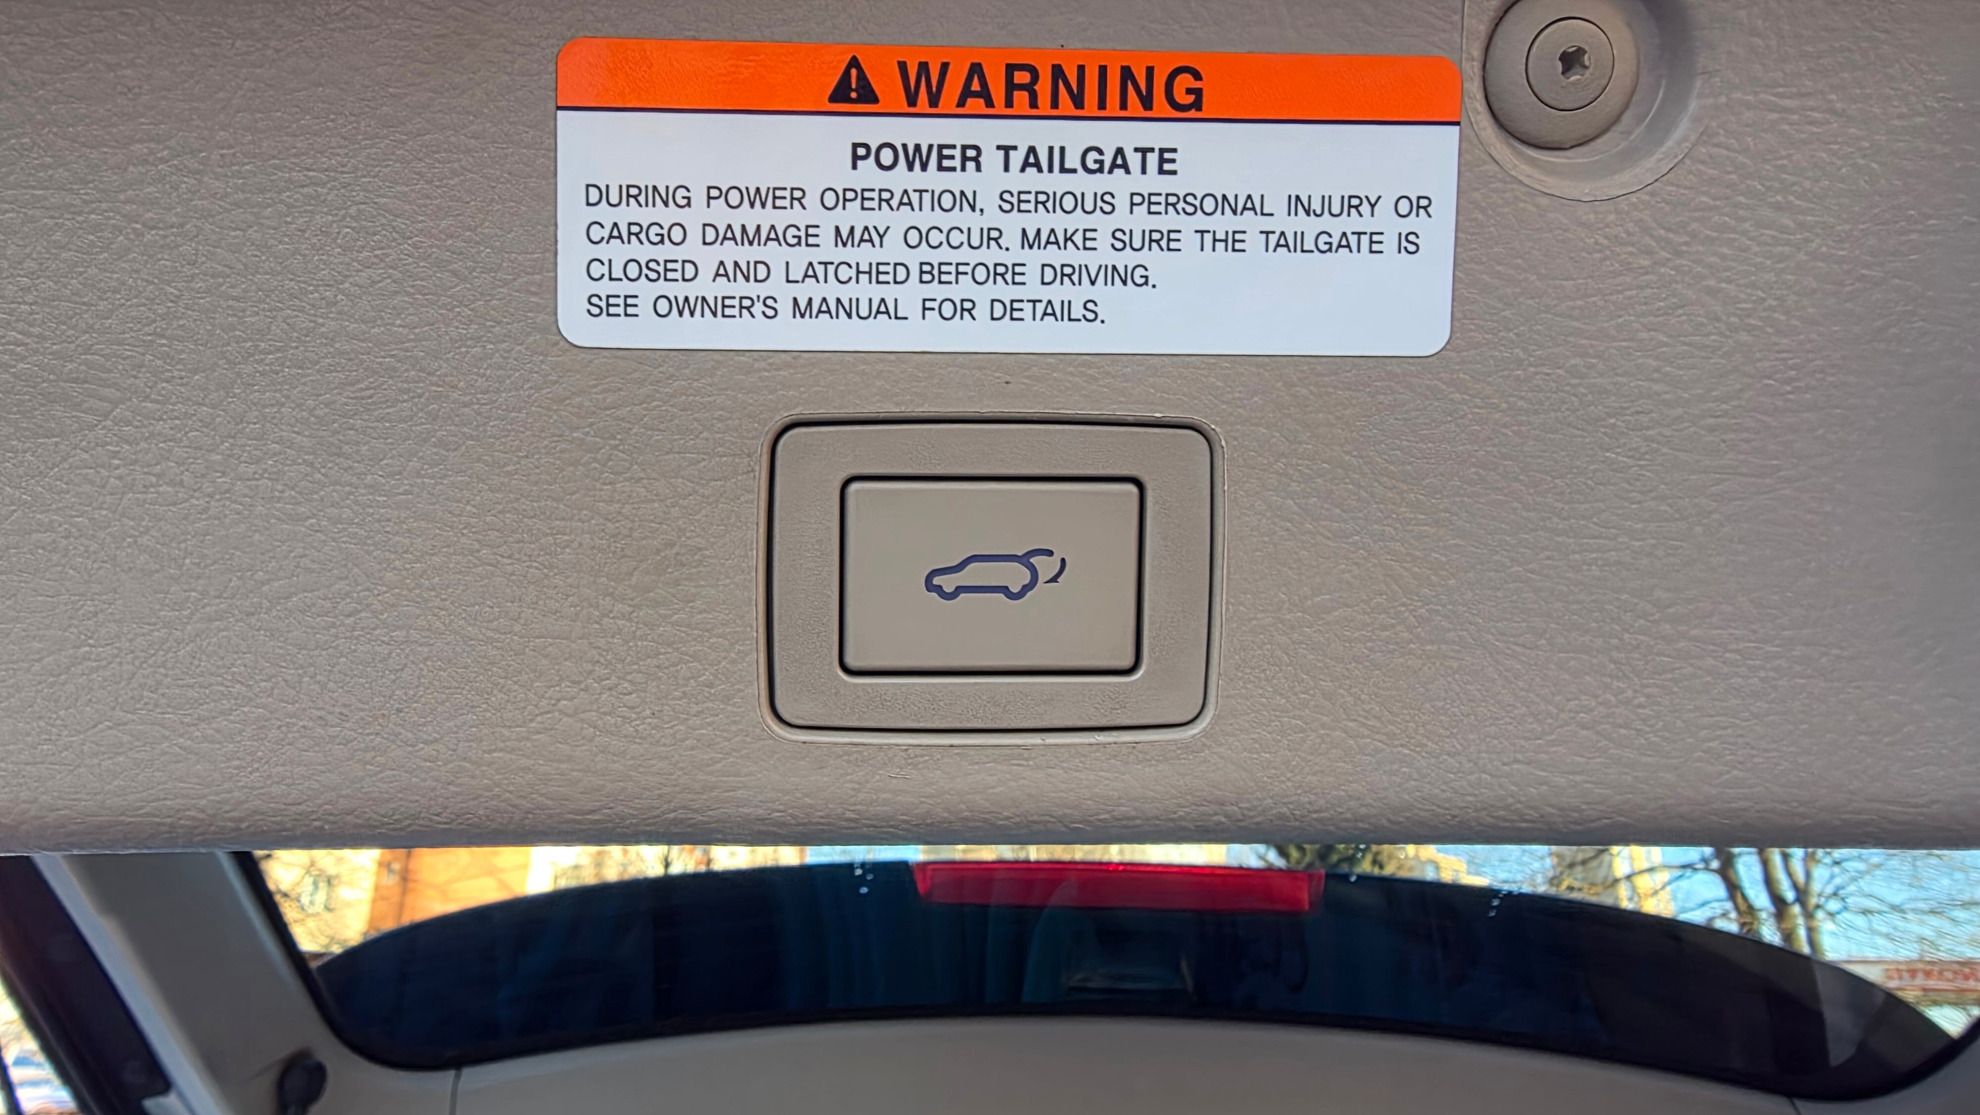 WARNING
POWER TAILGATE
DURING POWER OPERATION, SERIOUS PERSONAL INJURY OR
CARGO DAMAGE MAY OCCUR. MAKE SURE THE TAILGATE IS
CLOSED AND LATCHED BEFORE DRIVING.
SEE OWNER'S MANUAL FOR DETAILS.